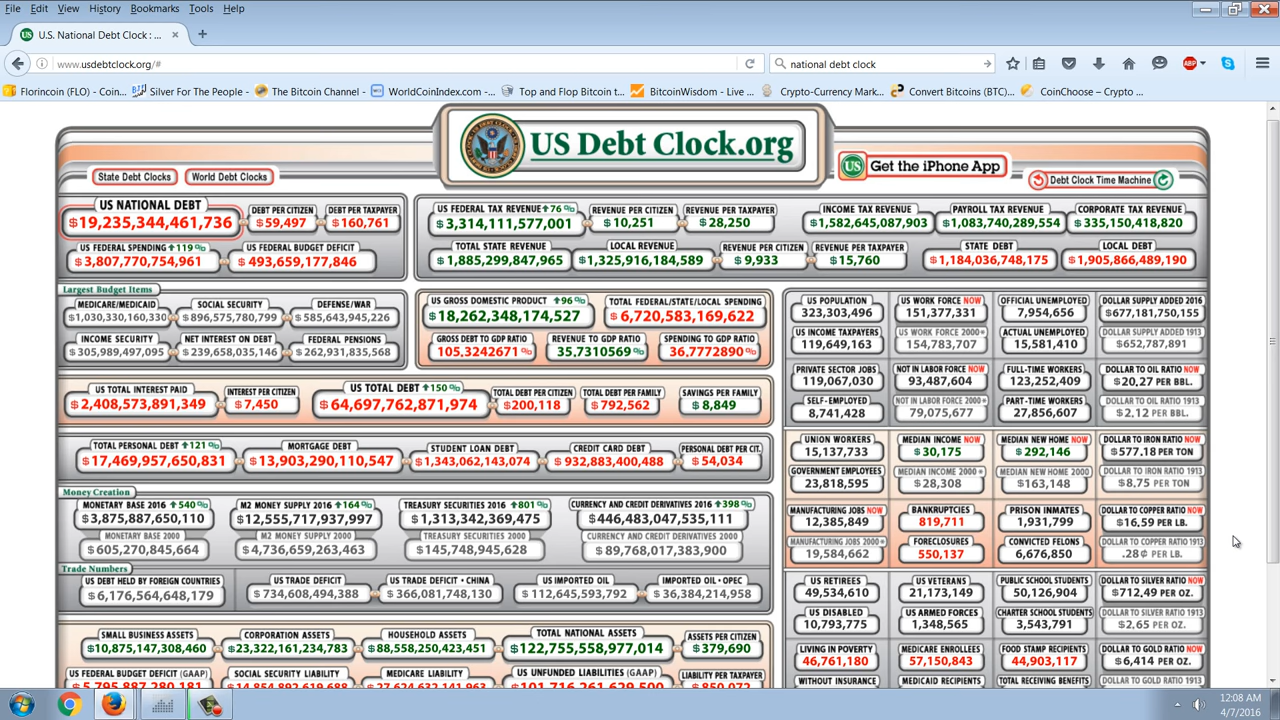 File Edit View History Bookmarks Tools Help
U.S. National Debt Clock : ...
www.usdebtclock.org/#
national debt clock
Florincoin (FLO) - Coin... Silver For The People - The Bitcoin Channel - WorldCoinIndex.com - Top and Flop Bitcoin t... BitcoinWisdom - Live ... Crypto-Currency Mark... Convert Bitcoins (BTC)... CoinChoose – Crypto ...
US Debt Clock.org
State Debt Clocks World Debt Clocks
US Get the iPhone App
Debt Clock Time Machine
US NATIONAL DEBT
$19,235,344,461,736
DEBT PER CITIZEN
$59,497
DEBT PER TAXPAYER
$160,761
US FEDERAL SPENDING 119%
$3,807,770,754,961
US FEDERAL BUDGET DEFICIT
$493,659,177,846
US FEDERAL TAX REVENUE 76%
$3,314,111,577,001
REVENUE PER CITIZEN
$10,251
REVENUE PER TAXPAYER
$28,250
INCOME TAX REVENUE
$1,582,645,087,903
PAYROLL TAX REVENUE
$1,083,740,289,554
CORPORATE TAX REVENUE
$335,150,418,820
TOTAL STATE REVENUE
$1,885,299,847,965
LOCAL REVENUE
$1,325,916,184,589
REVENUE PER CITIZEN
$9,933
REVENUE PER TAXPAYER
$15,760
STATE DEBT
$1,184,036,748,175
LOCAL DEBT
$1,905,866,489,190
Largest Budget Items
MEDICARE/MEDICAID
$1,030,330,160,330
SOCIAL SECURITY
$896,575,780,799
DEFENSE/WAR
$585,643,945,226
INCOME SECURITY
$305,989,497,095
NET INTEREST ON DEBT
$239,658,035,146
FEDERAL PENSIONS
$262,931,835,568
US GROSS DOMESTIC PRODUCT 96%
$18,262,348,174,527
TOTAL FEDERAL/STATE/LOCAL SPENDING
$6,720,583,169,622
GROSS DEBT TO GDP RATIO
105.3242671%
REVENUE TO GDP RATIO
35.7310569%
SPENDING TO GDP RATIO
36.7772890%
US TOTAL INTEREST PAID
$2,408,573,891,349
INTEREST PER CITIZEN
$7,450
US TOTAL DEBT 150%
$64,697,762,871,974
TOTAL DEBT PER CITIZEN
$200,118
TOTAL DEBT PER FAMILY
$792,562
SAVINGS PER FAMILY
$8,849
TOTAL PERSONAL DEBT 121%
$17,469,957,650,831
MORTGAGE DEBT
$13,903,290,110,547
STUDENT LOAN DEBT
$1,343,062,143,074
CREDIT CARD DEBT
$932,883,400,488
PERSONAL DEBT PER CIT.
$54,034
Money Creation
MONETARY BASE 2016 540%
$3,875,887,650,110
M2 MONEY SUPPLY 2016 164%
$12,555,717,937,997
TREASURY SECURITIES 2016 801%
$1,313,342,369,475
CURRENCY AND CREDIT DERIVATIVES 2016 398%
$446,483,047,535,111
MONETARY BASE 2000
$605,270,845,664
M2 MONEY SUPPLY 2000
$4,736,659,263,463
TREASURY SECURITIES 2000
$145,748,945,628
CURRENCY AND CREDIT DERIVATIVES 2000
$89,768,017,383,900
Trade Numbers
US DEBT HELD BY FOREIGN COUNTRIES
$6,176,564,648,179
US TRADE DEFICIT
$734,608,494,388
US TRADE DEFICIT • CHINA
$366,081,748,130
US IMPORTED OIL
$112,645,593,792
IMPORTED OIL • OPEC
$36,384,214,958
SMALL BUSINESS ASSETS
$10,875,147,308,460
CORPORATION ASSETS
$23,322,161,234,783
HOUSEHOLD ASSETS
$88,558,250,423,451
TOTAL NATIONAL ASSETS
$122,755,558,977,014
ASSETS PER CITIZEN
$379,690
US FEDERAL BUDGET DEFICIT (GAAP)
SOCIAL SECURITY LIABILITY
MEDICARE LIABILITY
US UNFUNDED LIABILITIES (GAAP)
LIABILITY PER TAXPAYER
US POPULATION
323,303,496
US WORK FORCE NOW
151,377,331
OFFICIAL UNEMPLOYED
7,954,656
DOLLAR SUPPLY ADDED 2016
$677,181,750,155
US INCOME TAXPAYERS
119,649,163
US WORK FORCE 2000
154,783,707
ACTUAL UNEMPLOYED
15,581,410
DOLLAR SUPPLY ADDED 1913
$652,787,891
PRIVATE SECTOR JOBS
119,067,030
NOT IN LABOR FORCE NOW
93,487,604
FULL-TIME WORKERS
123,252,409
DOLLAR TO OIL RATIO NOW
$20,27 PER BBL.
SELF-EMPLOYED
8,741,428
NOT IN LABOR FORCE 2000
79,075,677
PART-TIME WORKERS
27,856,607
DOLLAR TO OIL RATIO 1913
$2,12 PER BBL.
UNION WORKERS
15,137,733
MEDIAN INCOME NOW
$30,175
MEDIAN NEW HOME NOW
$292,146
DOLLAR TO IRON RATIO NOW
$577.18 PER TON
GOVERNMENT EMPLOYEES
23,818,595
MEDIAN INCOME 2000
$28,308
MEDIAN NEW HOME 2000
$163,148
DOLLAR TO IRON RATIO 1913
$8,75 PER TON
MANUFACTURING JOBS NOW
12,385,849
BANKRUPTCIES
819,711
PRISON INMATES
1,931,799
DOLLAR TO COPPER RATIO NOW
$16,59 PER LB.
MANUFACTURING JOBS 2000
19,584,662
FORECLOSURES
550,137
CONVICTED FELONS
6,676,850
DOLLAR TO COPPER RATIO 1913
.28¢ PER LB.
US RETIREES
49,534,610
US VETERANS
21,173,149
PUBLIC SCHOOL STUDENTS
50,126,904
DOLLAR TO SILVER RATIO NOW
$712,49 PER OZ.
US DISABLED
10,793,775
US ARMED FORCES
1,348,565
CHARTER SCHOOL STUDENTS
3,543,791
DOLLAR TO SILVER RATIO 1913
$2.65 PER OZ.
LIVING IN POVERTY
46,761,180
MEDICARE ENROLLEES
57,150,843
FOOD STAMP RECIPIENTS
44,903,117
DOLLAR TO GOLD RATIO NOW
$6,414 PER OZ.
WITHOUT INSURANCE
MEDICAID RECIPIENTS
TOTAL RECEIVING BENEFITS
DOLLAR TO GOLD RATIO 1913
12:08 AM
4/7/2016